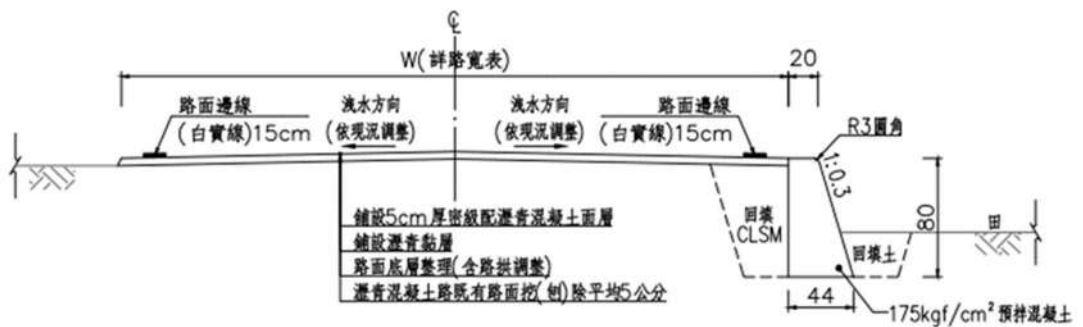 ℄
W(詳路寬表)
20
路面邊線
(白實線)15cm
洩水方向
(依現況調整)
洩水方向
(依現況調整)
路面邊線
(白實線)15cm
R3圓角
1:0.3
回填
CLSM
80
田
回填土
鋪設5cm厚密級配瀝青混凝土面層
鋪設瀝青黏層
路面底層整理(含路拱調整)
瀝青混凝土路既有路面挖(刨)除平均5公分
44
175kgf/cm² 預拌混凝土